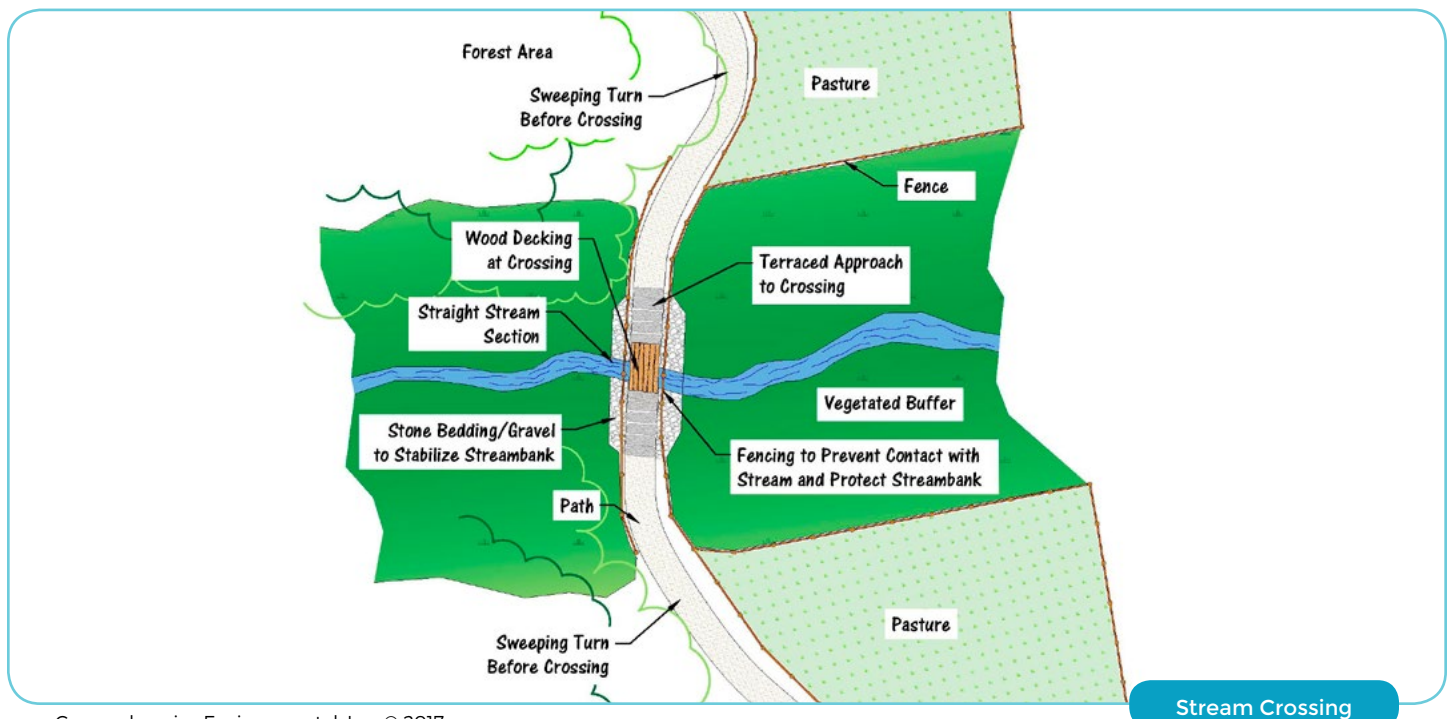 Forest Area
Sweeping Turn
Before Crossing
Pasture
Fence
Wood Decking
at Crossing
Terraced Approach
to Crossing
Straight Stream
Section
Vegetated Buffer
Stone Bedding/Gravel
to Stabilize Streambank
Fencing to Prevent Contact with
Stream and Protect Streambank
Path
Pasture
Sweeping Turn
Before Crossing
Stream Crossing